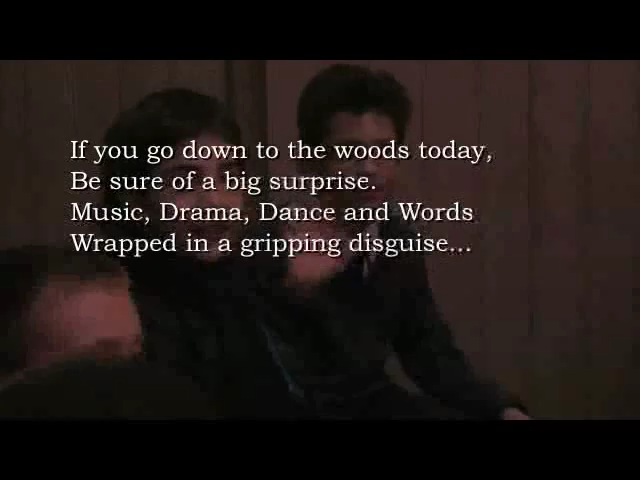 If you go down to the woods today,
Be sure of a big surprise.
Music, Drama, Dance and Words
Wrapped in a gripping disguise...